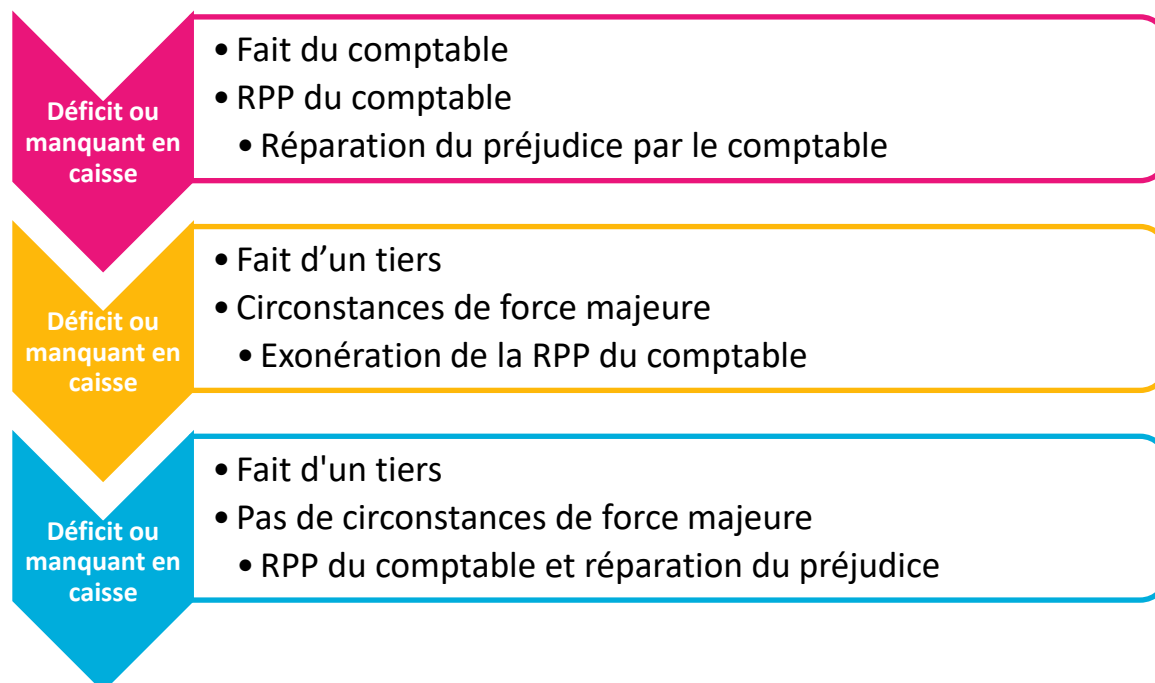 Déficit ou
manquant en
caisse
• Fait du comptable
• RPP du comptable
• Réparation du préjudice par le comptable
Déficit ou
manquant en
caisse
• Fait d’un tiers
• Circonstances de force majeure
• Exonération de la RPP du comptable
Déficit ou
manquant en
caisse
• Fait d'un tiers
• Pas de circonstances de force majeure
• RPP du comptable et réparation du préjudice